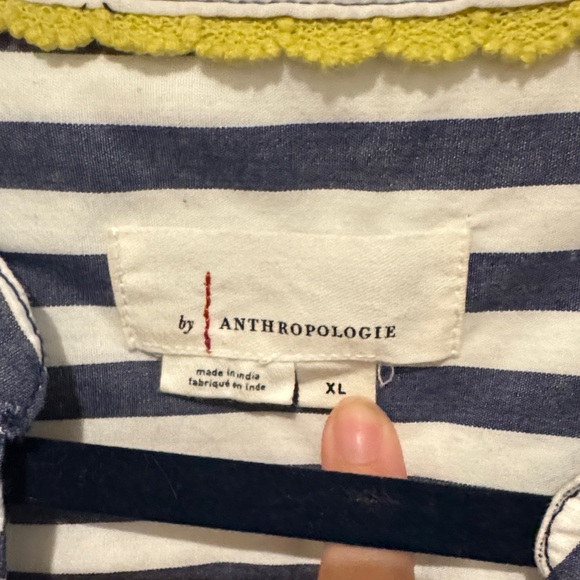 by ANTHROPOLOGIE
made in india
fabriqué en Inde
XL